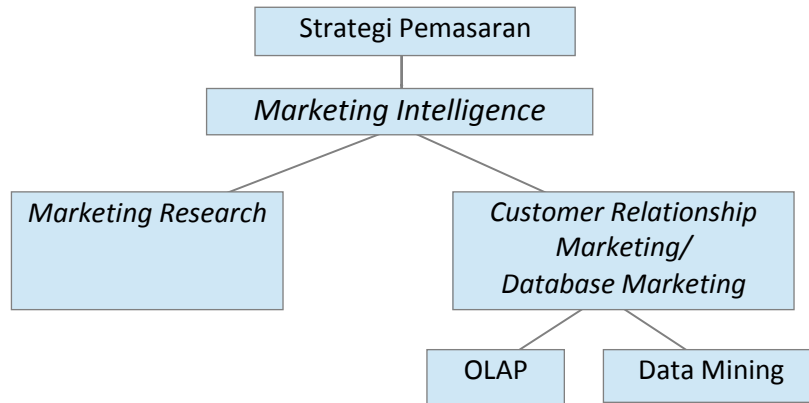 Strategi Pemasaran
Marketing Intelligence
Marketing Research
Customer Relationship
Marketing/
Database Marketing
OLAP
Data Mining